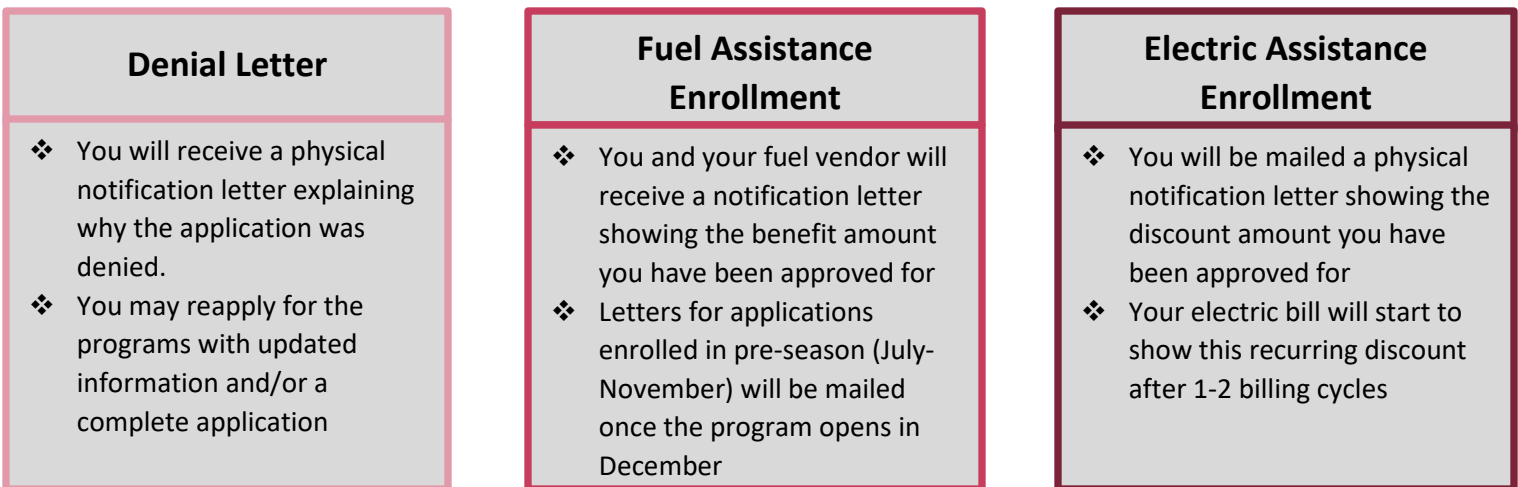 Denial Letter
❖ You will receive a physical
notification letter explaining
why the application was
denied.
❖ You may reapply for the
programs with updated
information and/or a
complete application
Fuel Assistance
Enrollment
❖ You and your fuel vendor will
receive a notification letter
showing the benefit amount
you have been approved for
❖ Letters for applications
enrolled in pre-season (July-
November) will be mailed
once the program opens in
December
Electric Assistance
Enrollment
❖ You will be mailed a physical
notification letter showing the
discount amount you have
been approved for
❖ Your electric bill will start to
show this recurring discount
after 1-2 billing cycles